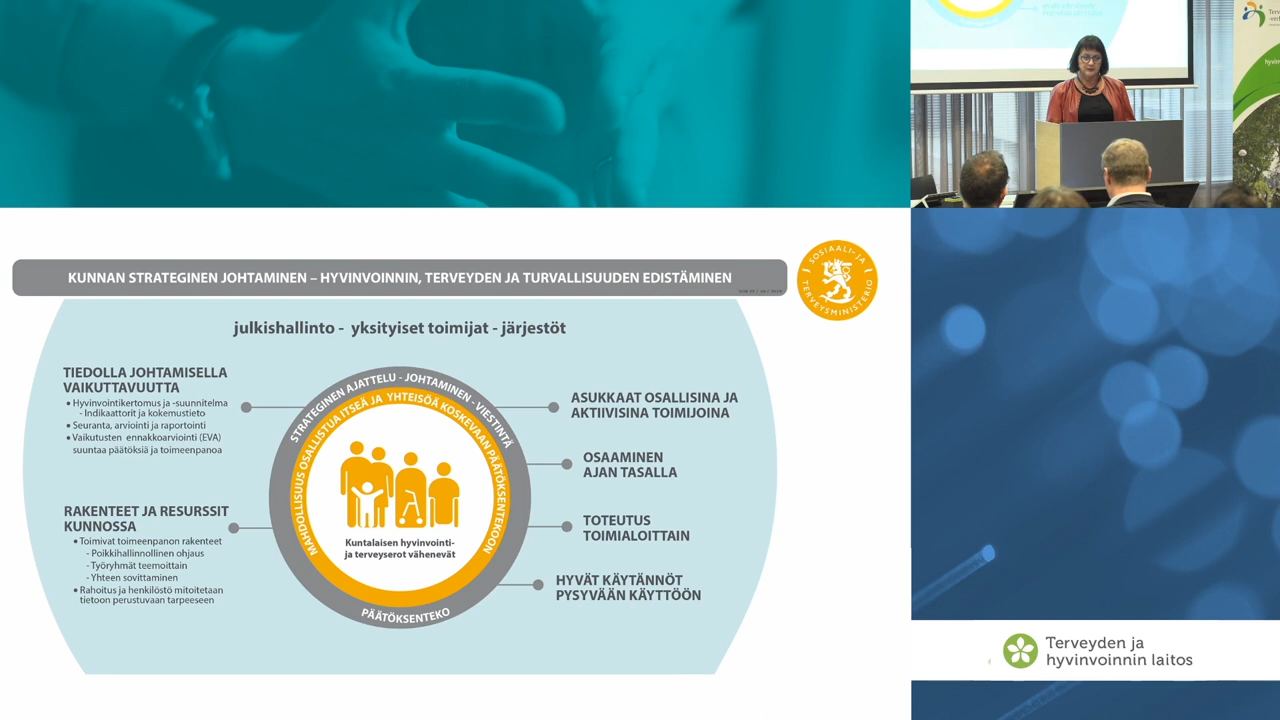 KUNNAN STRATEGINEN JOHTAMINEN – HYVINVOINNIN, TERVEYDEN JA TURVALLISUUDEN EDISTÄMINEN
SOSIAALI- JA
TERVEYSMINISTERIÖ
julkishallinto - yksityiset toimijat - järjestöt
TIEDOLLA JOHTAMISELLA
VAIKUTTAVUUTTA
• Hyvinvointikertomus ja -suunnitelma
- Indikaattorit ja kokemustieto
• Seuranta, arviointi ja raportointi
• Vaikutusten ennakkoarviointi (EVA)
suuntaa päätöksiä ja toimeenpanoa
RAKENTEET JA RESURSSIT
KUNNOSSA
• Toimivat toimeenpanon rakenteet
- Poikkihallinnollinen ohjaus
- Työryhmät teemoittain
- Yhteen sovittaminen
• Rahoitus ja henkilöstö mitoitetaan
tietoon perustuvaan tarpeeseen
STRATEGINEN AJATTELU - JOHTAMINEN - VIESTINTÄ
MAHDOLLISUUS OSALLISTUA ITSEÄ JA YHTEISÖÄ KOSKEVAAN PÄÄTÖKSENTEKOON
Kuntalaisen hyvinvointi-
ja terveyserot vähenevät
PÄÄTÖKSENTEKO
ASUKKAAT OSALLISINA JA
AKTIIVISINA TOIMIJOINA
OSAAMINEN
AJAN TASALLA
TOTEUTUS
TOIMIALOITTAIN
HYVÄT KÄYTÄNNÖT
PYSYVÄÄN KÄYTTÖÖN
Terveyden ja
hyvinvoinnin laitos